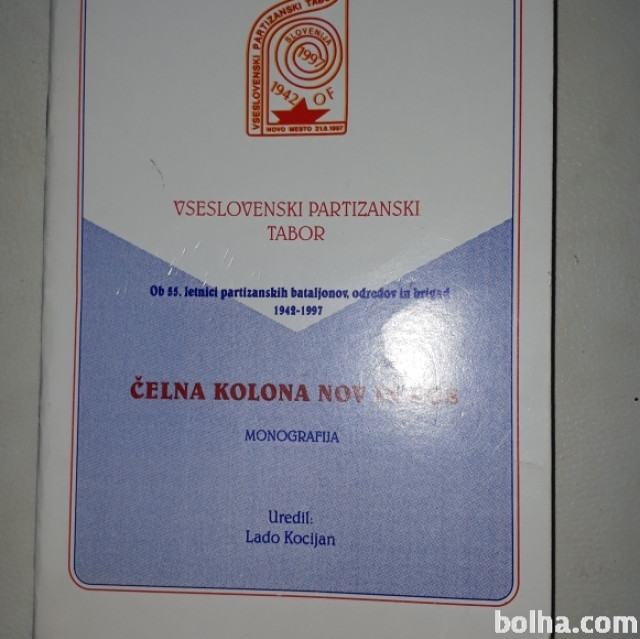 VSESLOVENSKI PARTIZANSKI TABOR
SLOVENIJA
1997
1942
OF
NOVO MESTO 21.6.1997
VSESLOVENSKI PARTIZANSKI
TABOR
Ob 55. letnici partizanskih bataljonov, odredov in brigad
1942-1997
ČELNA KOLONA NOV
MONOGRAFIJA
Uredil:
Lado Kocijan
bolha.com